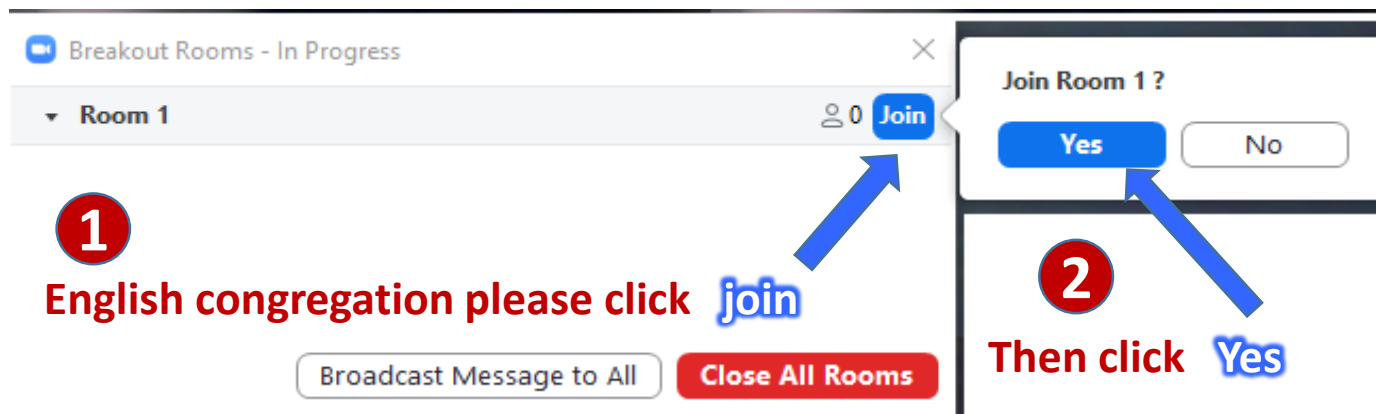 Breakout Rooms - In Progress
Room 1
0 Join
Join Room 1 ?
Yes
No
1
English congregation please click join
2
Then click Yes
Broadcast Message to All
Close All Rooms